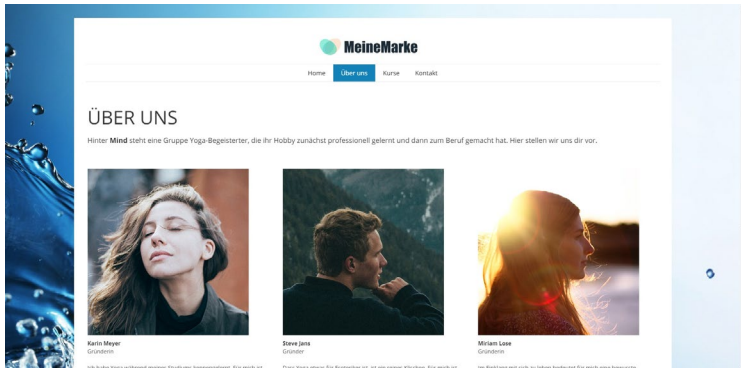 MeineMarke
Home Über uns Kurse Kontakt
ÜBER UNS
Hinter Mind steht eine Gruppe Yoga-Begeisterter, die ihr Hobby zunächst professionell gelernt und dann zum Beruf gemacht hat. Hier stellen wir uns dir vor.
Karin Meyer
Gründerin
Steve Jans
Gründer
Miriam Lose
Gründerin